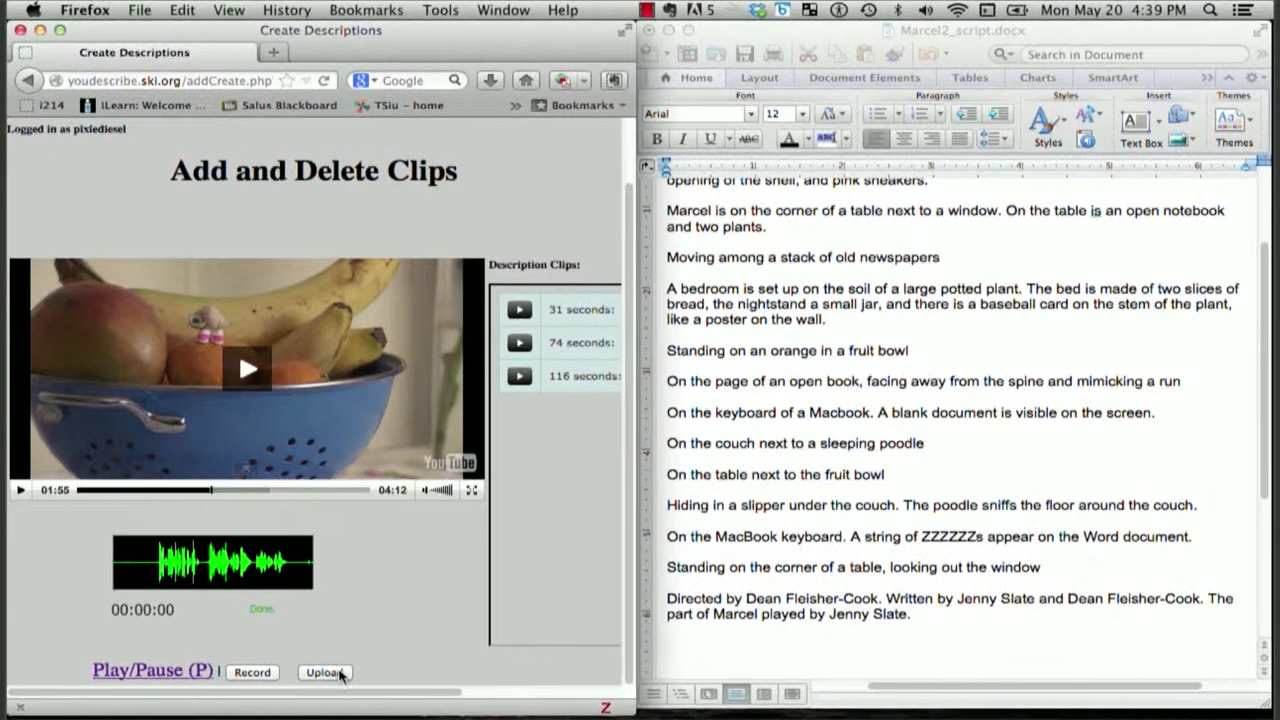 Firefox File Edit View History Bookmarks Tools Window Help
5
Mon May 20 4:39 PM
Create Descriptions
Create Descriptions
+
youdescribe.ski.org/addCreate.php
Google
i214
iLearn: Welcome ...
Salus Blackboard
TSiu – home
»
Bookmarks
Logged in as pixiediesel
Add and Delete Clips
Description Clips:
31 seconds:
74 seconds:
116 seconds:
YouTube
01:55
04:12
00:00:00
Done.
Play/Pause (P) | Record Upload
Z
Marcel2_script.docx
Search in Document
Home Layout Document Elements Tables Charts SmartArt »
Font Paragraph Styles Insert Themes
Arial 12
B I U ABC A ABC
Styles Text Box Themes
1 2 3 4 5 6
opening of the shell, and pink sneakers.
Marcel is on the corner of a table next to a window. On the table is an open notebook
and two plants.
Moving among a stack of old newspapers
A bedroom is set up on the soil of a large potted plant. The bed is made of two slices of
bread, the nightstand a small jar, and there is a baseball card on the stem of the plant,
like a poster on the wall.
Standing on an orange in a fruit bowl
On the page of an open book, facing away from the spine and mimicking a run
On the keyboard of a Macbook. A blank document is visible on the screen.
On the couch next to a sleeping poodle
On the table next to the fruit bowl
Hiding in a slipper under the couch. The poodle sniffs the floor around the couch.
On the MacBook keyboard. A string of ZZZZZZs appear on the Word document.
Standing on the corner of a table, looking out the window
Directed by Dean Fleisher-Cook. Written by Jenny Slate and Dean Fleisher-Cook. The
part of Marcel played by Jenny Slate.